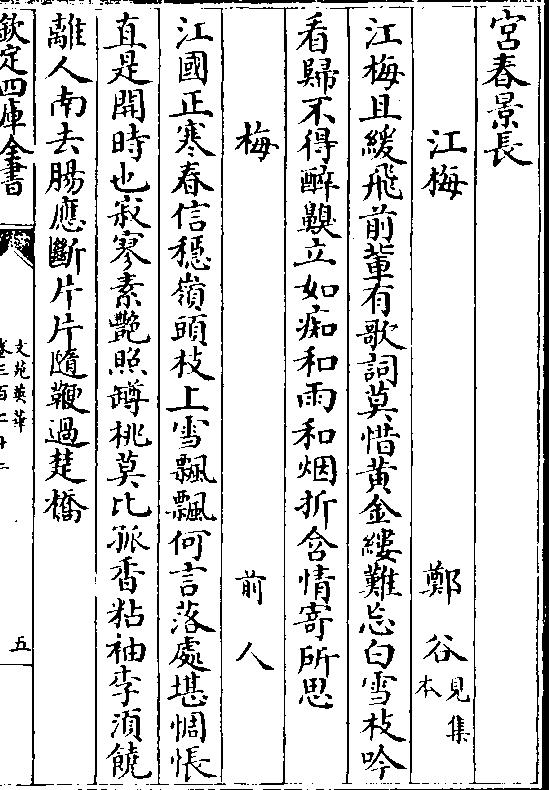 宮春景長
江梅 鄭谷見集本
江梅且緩飛前輩有歌詞莫惜黄金縷難忘白雪枝吟
看歸不得醉嗅立如痴和雨和烟折含情寄所思
梅 前人
江國正寒春信穩嶺頭枝上雪飄飄何言落處堪惆悵
直是開時也寂寥素艶照罇桃莫比孤香粘袖李須饒
離人南去腸應斷片片隨鞭過楚橋
欽定四庫全書
文苑英華
卷三百二十二
五